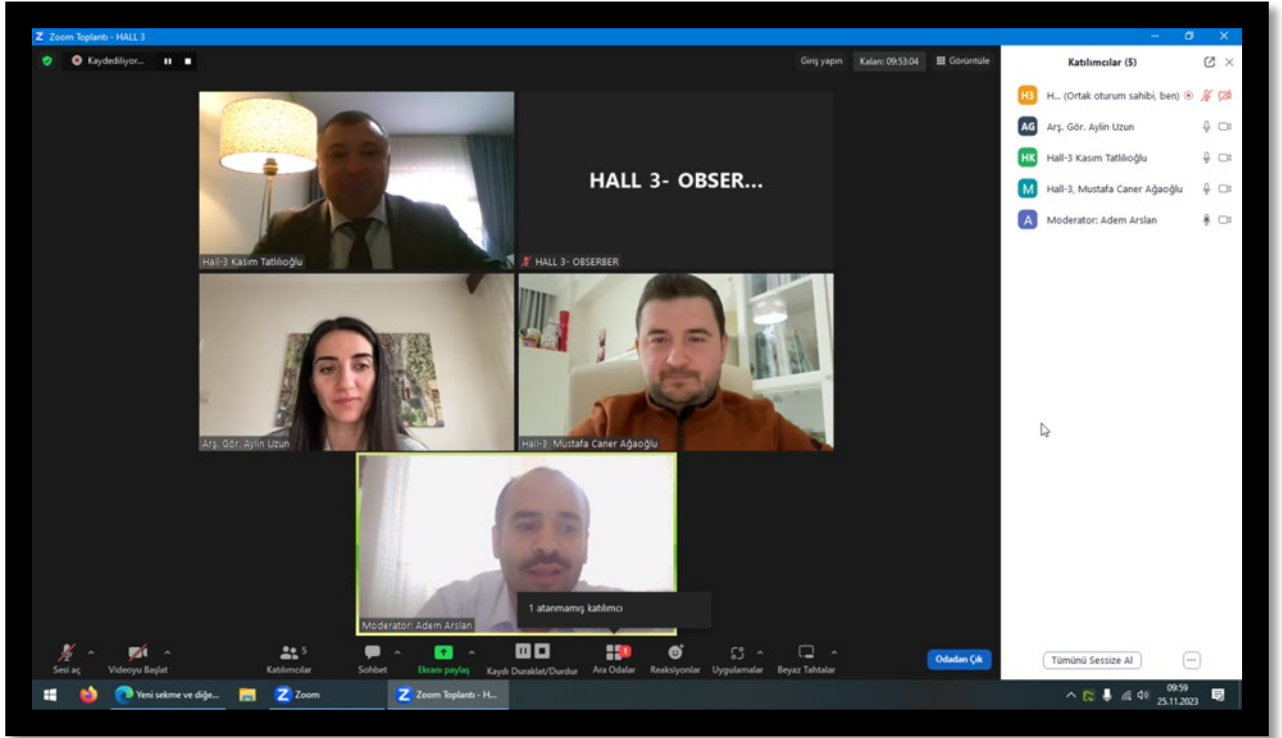 Zoom Toplantı - HALL 3
Kaydediliyor...
Giriş yapın
Kalan: 09:53:04
Görüntüle
Hall-3 Kasım Tatlılıoğlu
HALL 3- OBSER...
HALL 3- OBSERBER
Arş. Gör. Aylin Uzun
Hall-3, Mustafa Caner Ağaoğlu
Moderator: Adem Arslan
1 atanmamış katılımcı
Katılımcılar (5)
H3 H... (Ortak oturum sahibi, ben)
AG Arş. Gör. Aylin Uzun
HK Hall-3 Kasım Tatlılıoğlu
M Hall-3, Mustafa Caner Ağaoğlu
A Moderator: Adem Arslan
Sesi aç
Videoyu Başlat
5
Katılımcılar
Sohbet
Ekranı paylaş
Kaydı Duraklat/Durdur
1
Ara Odalar
Reaksiyonlar
Uygulamalar
Beyaz Tahtalar
Odadan Çık
Tümünü Sessize Al
Yeni sekme ve diğe...
Zoom
Zoom Toplantı - H...
09:59
25.11.2023